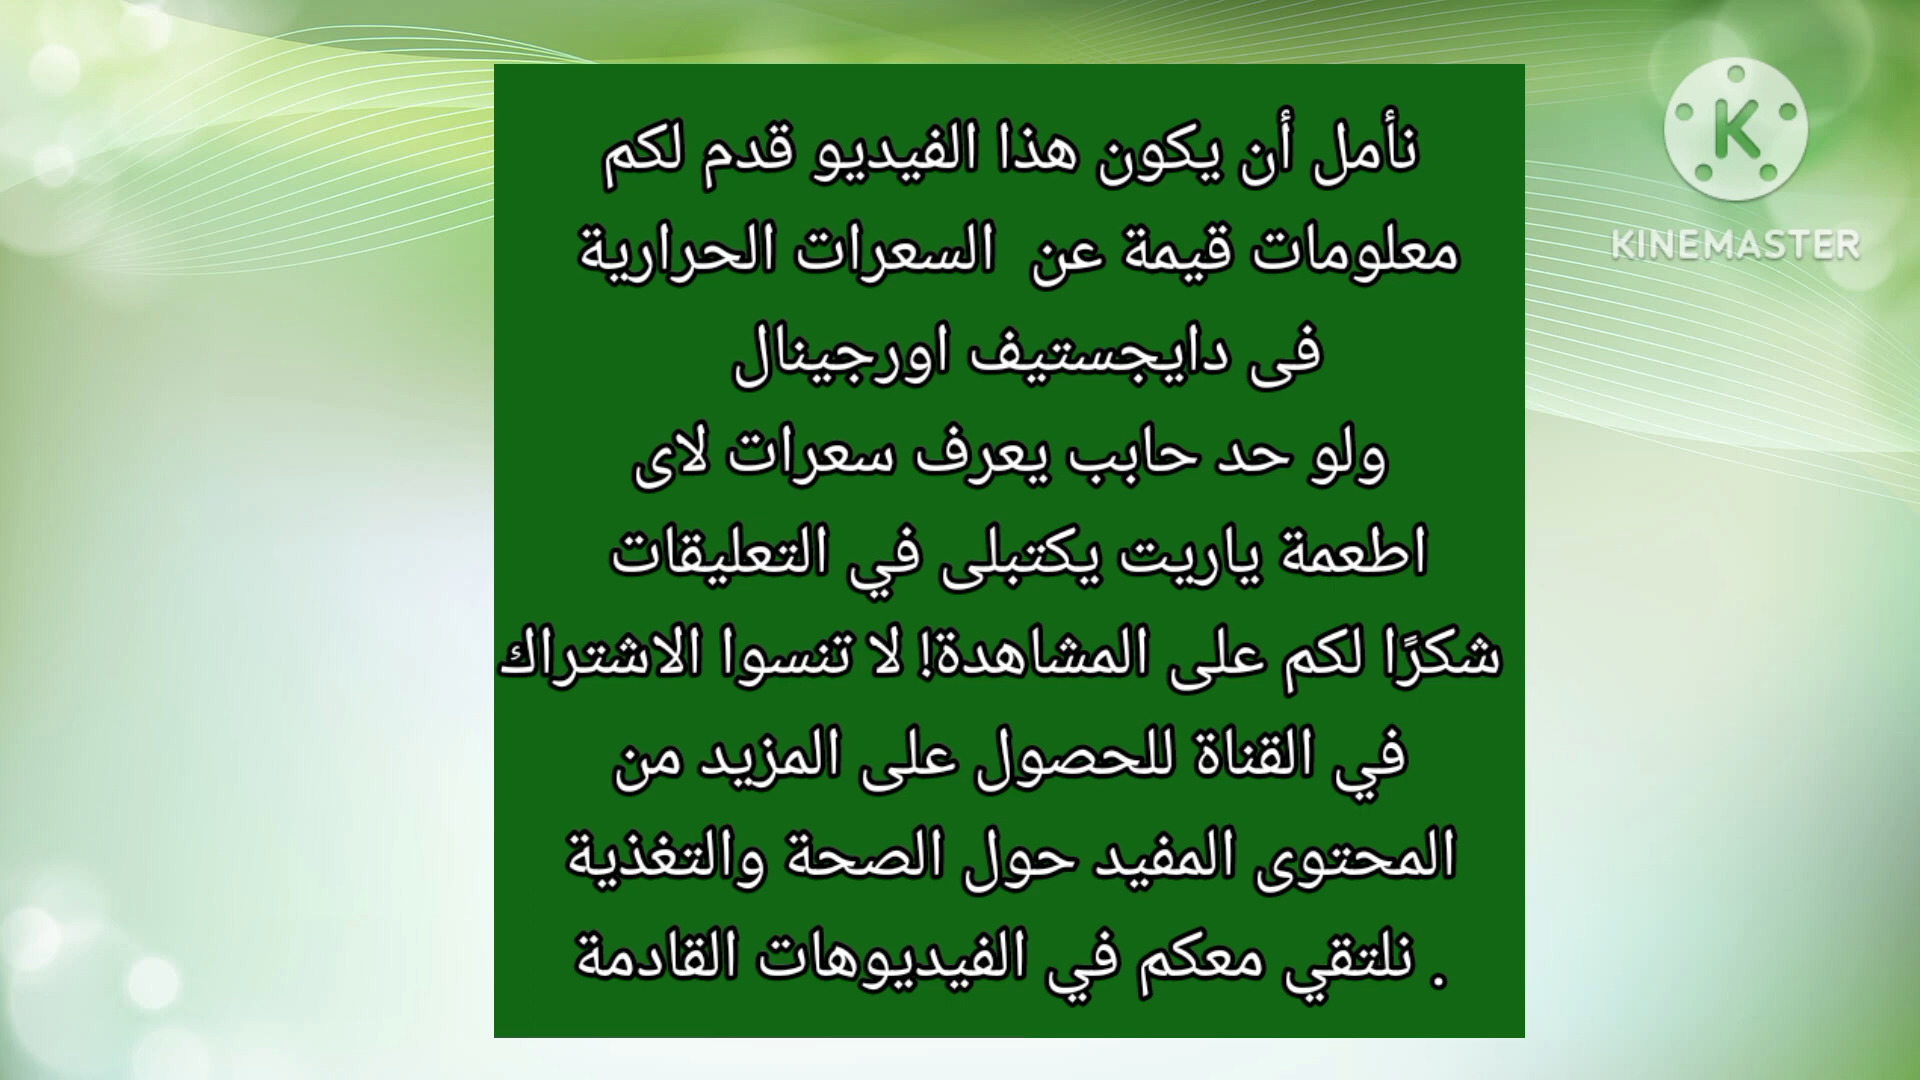 نأمل أن يكون هذا الفيديو قدم لكم
معلومات قيمة عن السعرات الحرارية
فى دايجستيف اورجينال
ولو حد حابب يعرف سعرات لاى
اطعمة ياريت يكتبلى في التعليقات
شكرًا لكم على المشاهدة! لا تنسوا الاشتراك
في القناة للحصول على المزيد من
المحتوى المفيد حول الصحة والتغذية
. نلتقي معكم في الفيديوهات القادمة
K
KINEMASTER